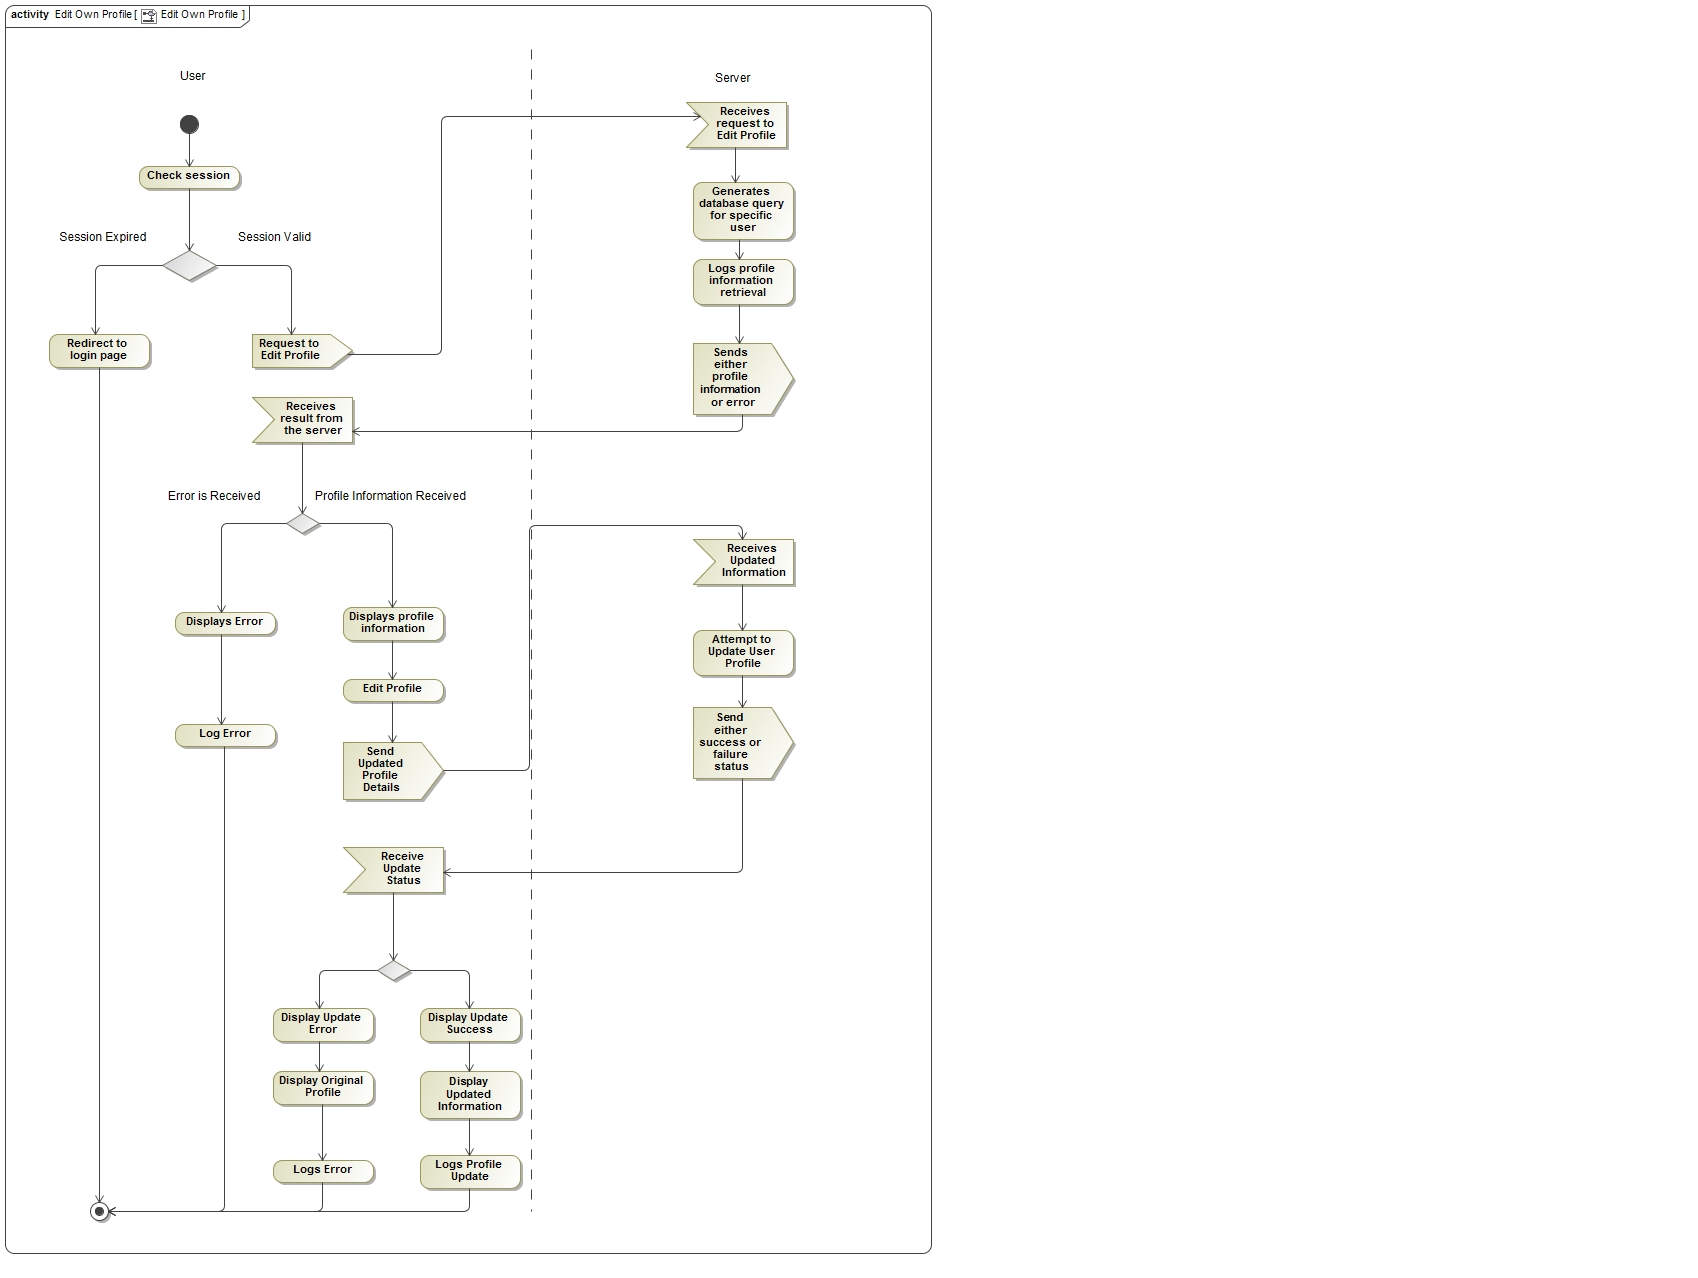 activity Edit Own Profile [ Edit Own Profile ]
User
Server
Receives
request to
Edit Profile
Check session
Generates
database query
for specific
user
Session Expired
Session Valid
Logs profile
information
retrieval
Redirect to
login page
Request to
Edit Profile
Sends
either
profile
information
or error
Receives
result from
the server
Error is Received
Profile Information Received
Receives
Updated
Information
Displays Error
Displays profile
information
Attempt to
Update User
Profile
Edit Profile
Log Error
Send
Updated
Profile
Details
Send
either
success or
failure
status
Receive
Update
Status
Display Update
Error
Display Update
Success
Display Original
Profile
Display
Updated
Information
Logs Error
Logs Profile
Update